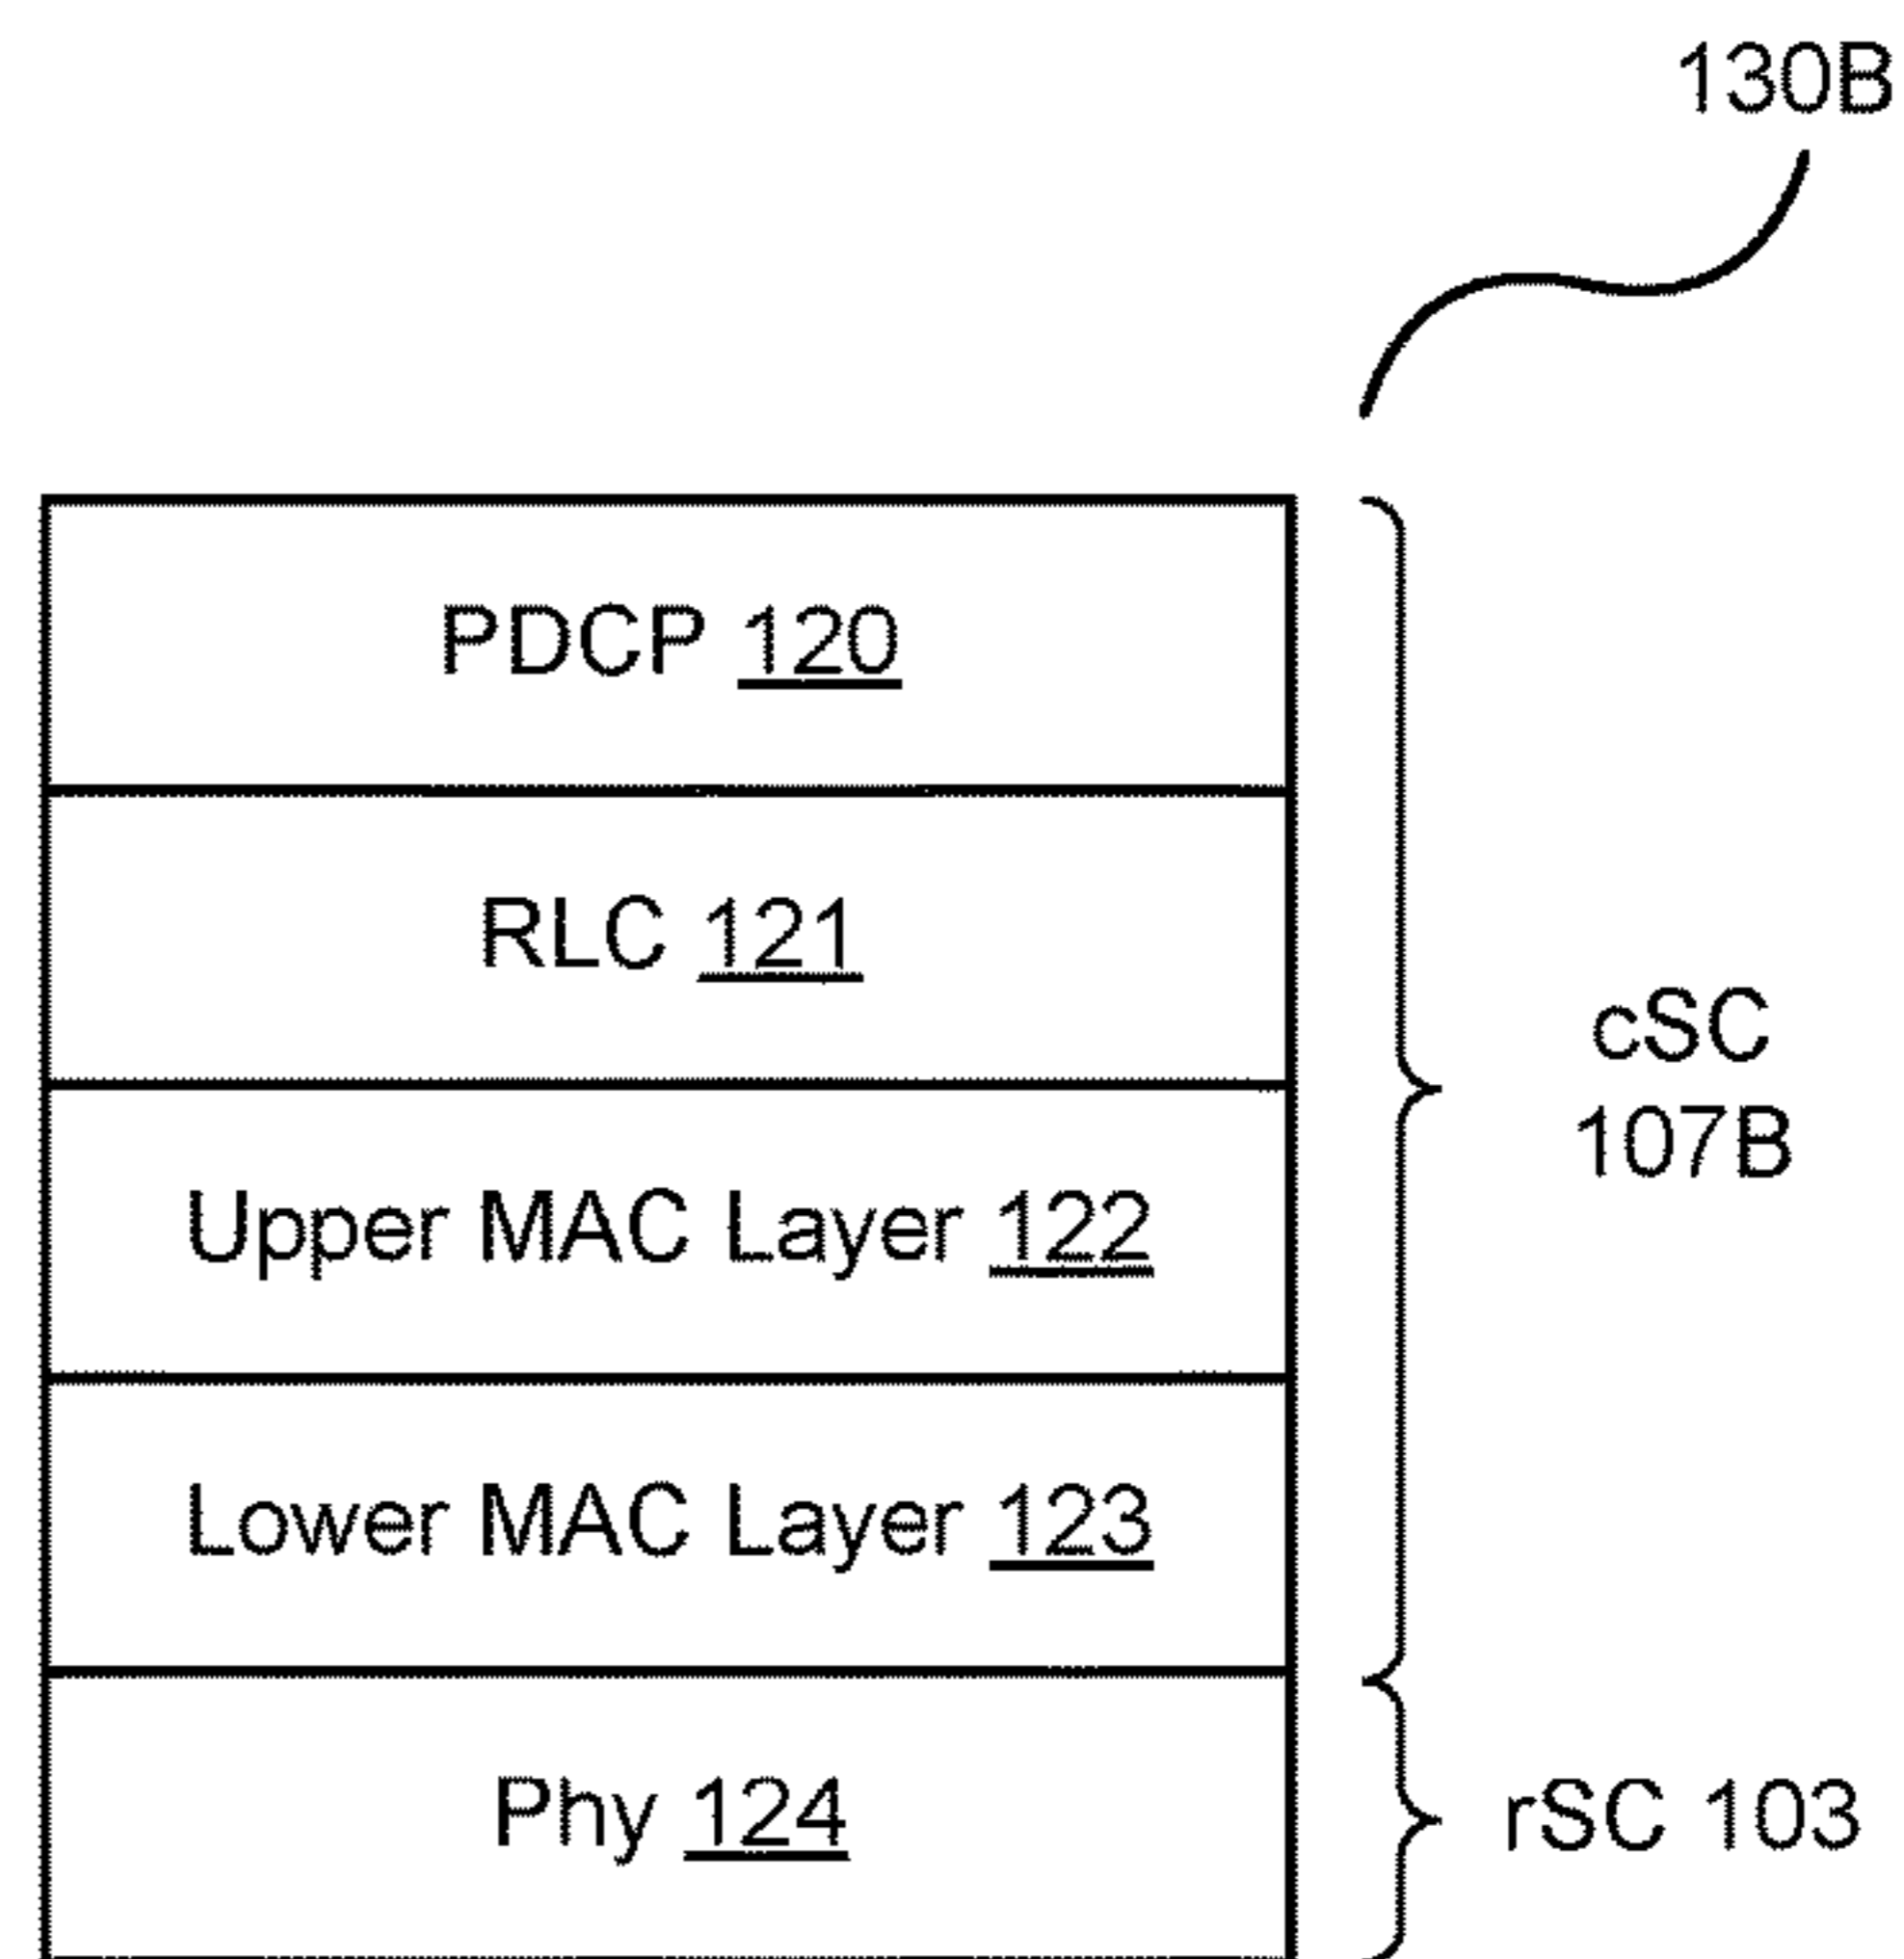 130B
PDCP 120
RLC 121
cSC
107B
Upper MAC Layer 122
Lower MAC Layer 123
Phy 124
rSC 103